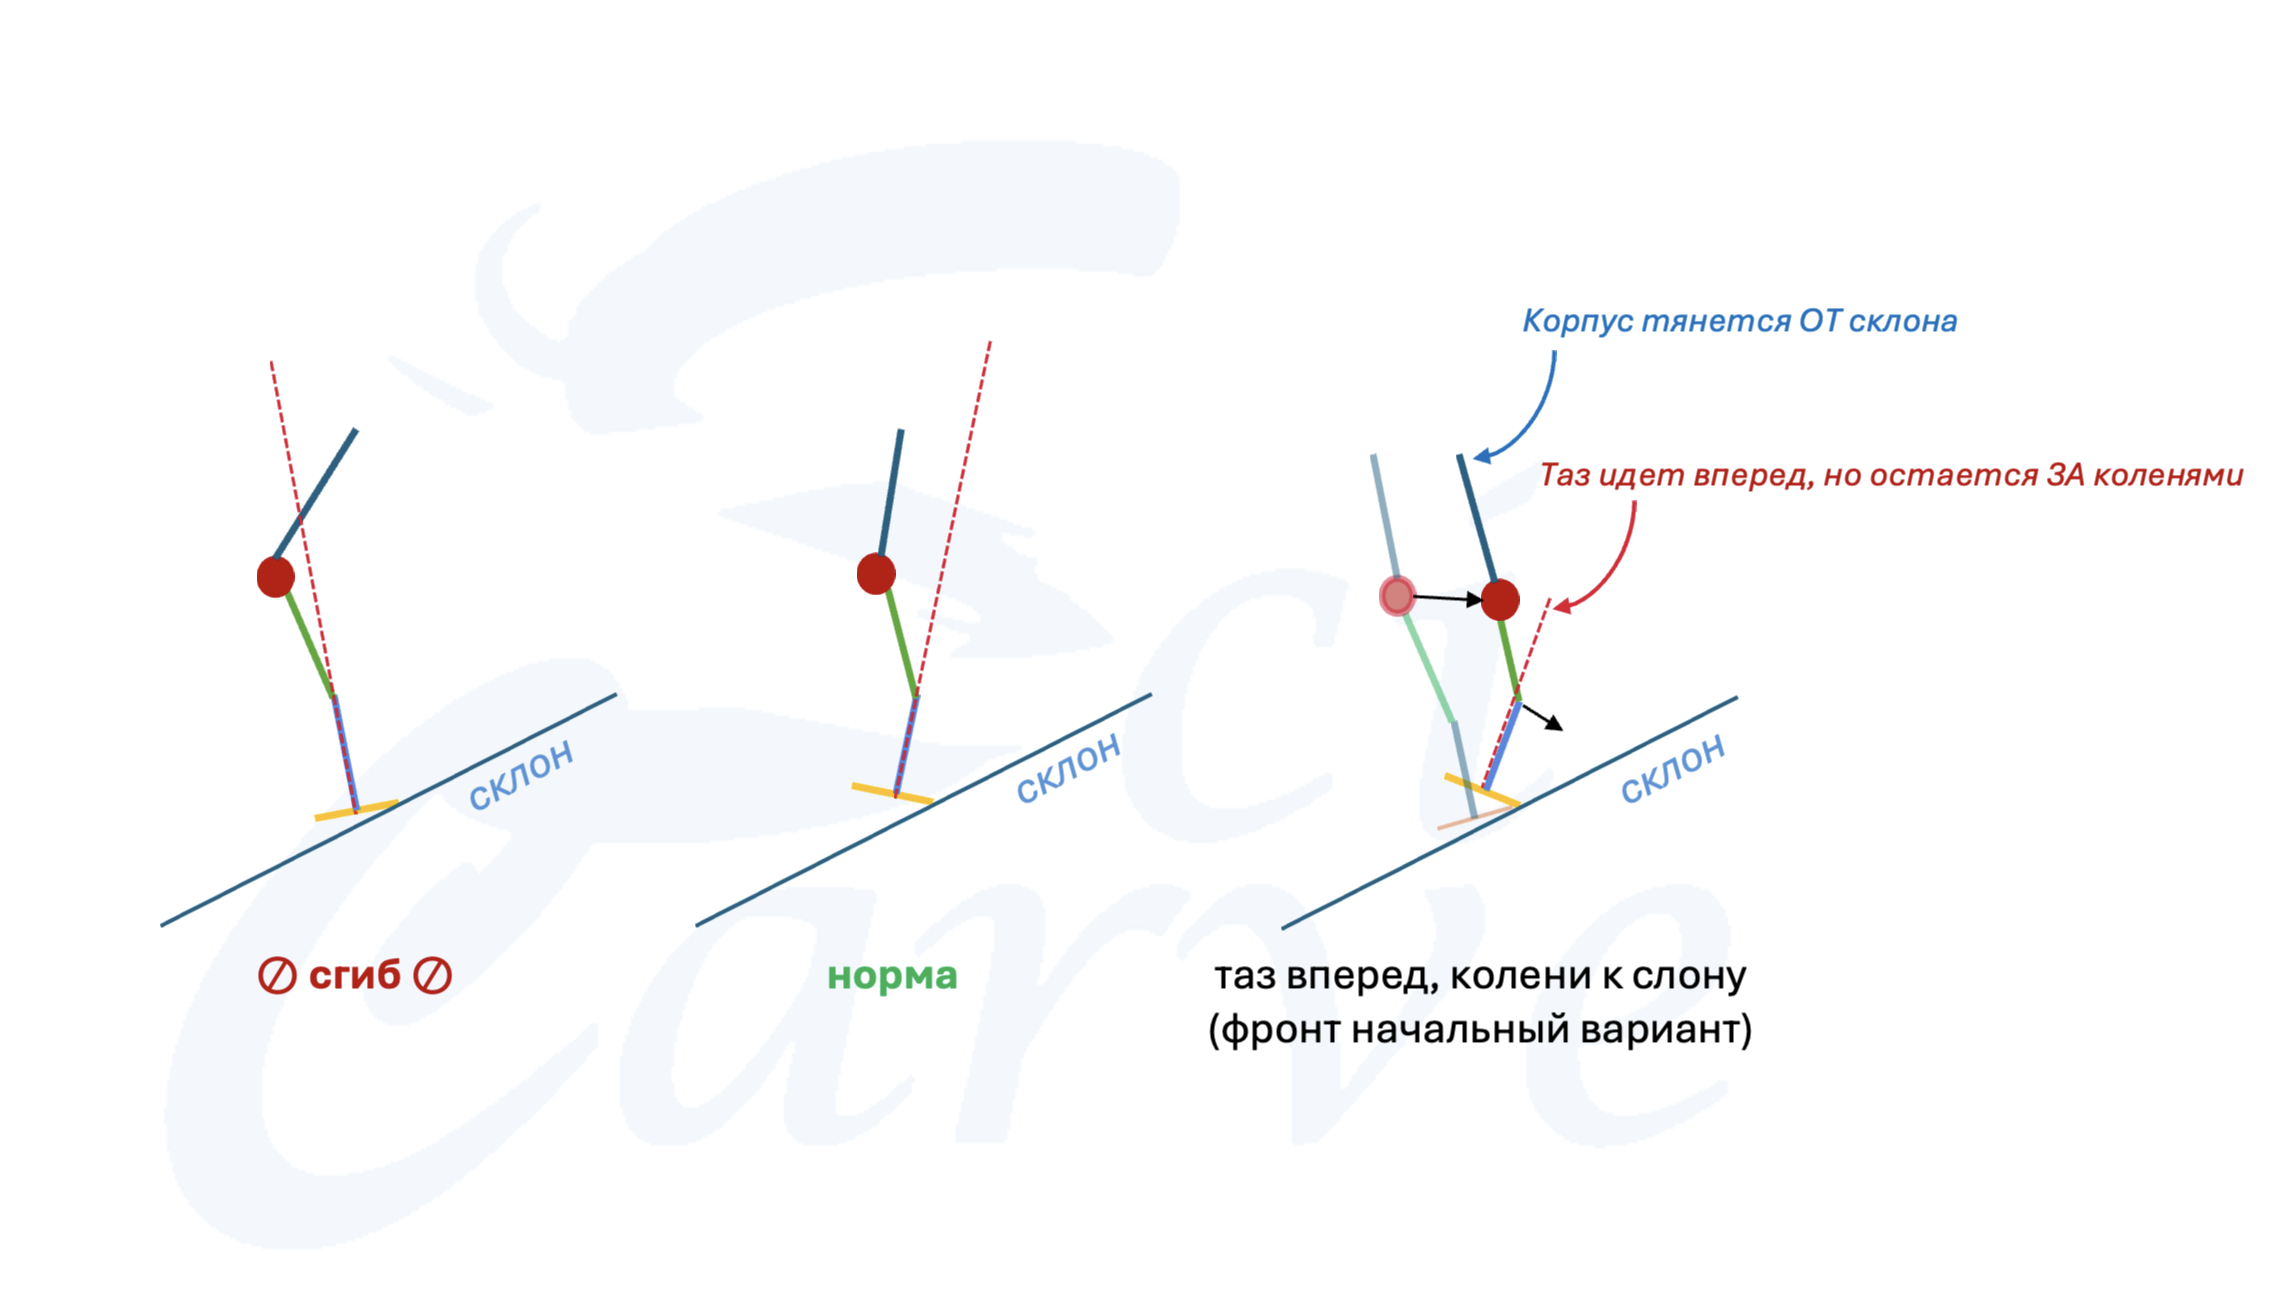 Корпус тянется ОТ склона
Таз идет вперед, но остается ЗА коленями
склон
склон
склон
сгиб
норма
таз вперед, колени к слону
(фронт начальный вариант)
Carve